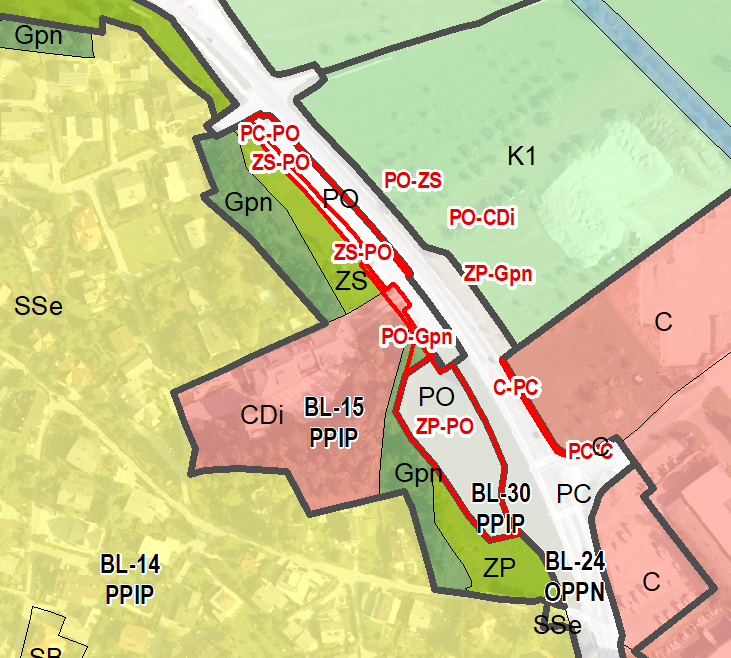 Gpn
PC-PO
ZS-PO
K1
PO-ZS
Gpn
PO
PO-CDi
ZS-PO
ZP-Gpn
ZS
SSe
C
PO-Gpn
C-PC
PO
CDi
BL-15
PPIP
ZP-PO
C
PC-C
Gpn
BL-30
PPIP
PC
BL-14
PPIP
ZP
BL-24
OPPN
C
SSe